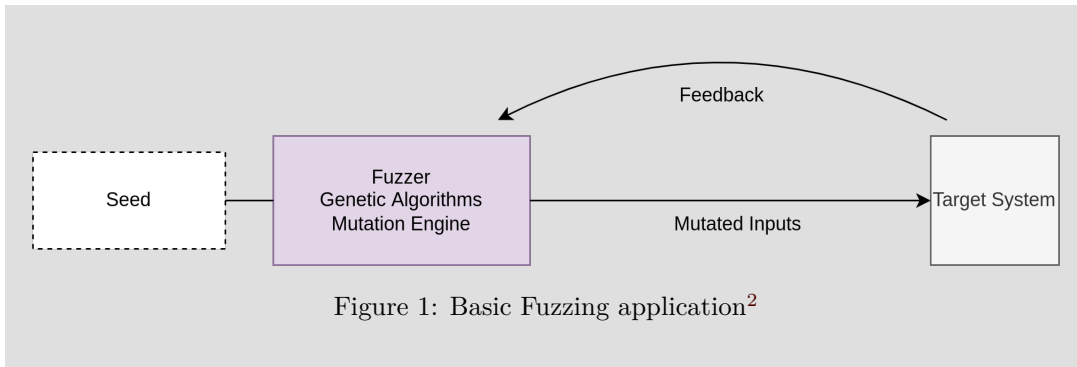 Feedback
Seed
Fuzzer
Genetic Algorithms
Mutation Engine
Mutated Inputs
Target System
Figure 1: Basic Fuzzing application2